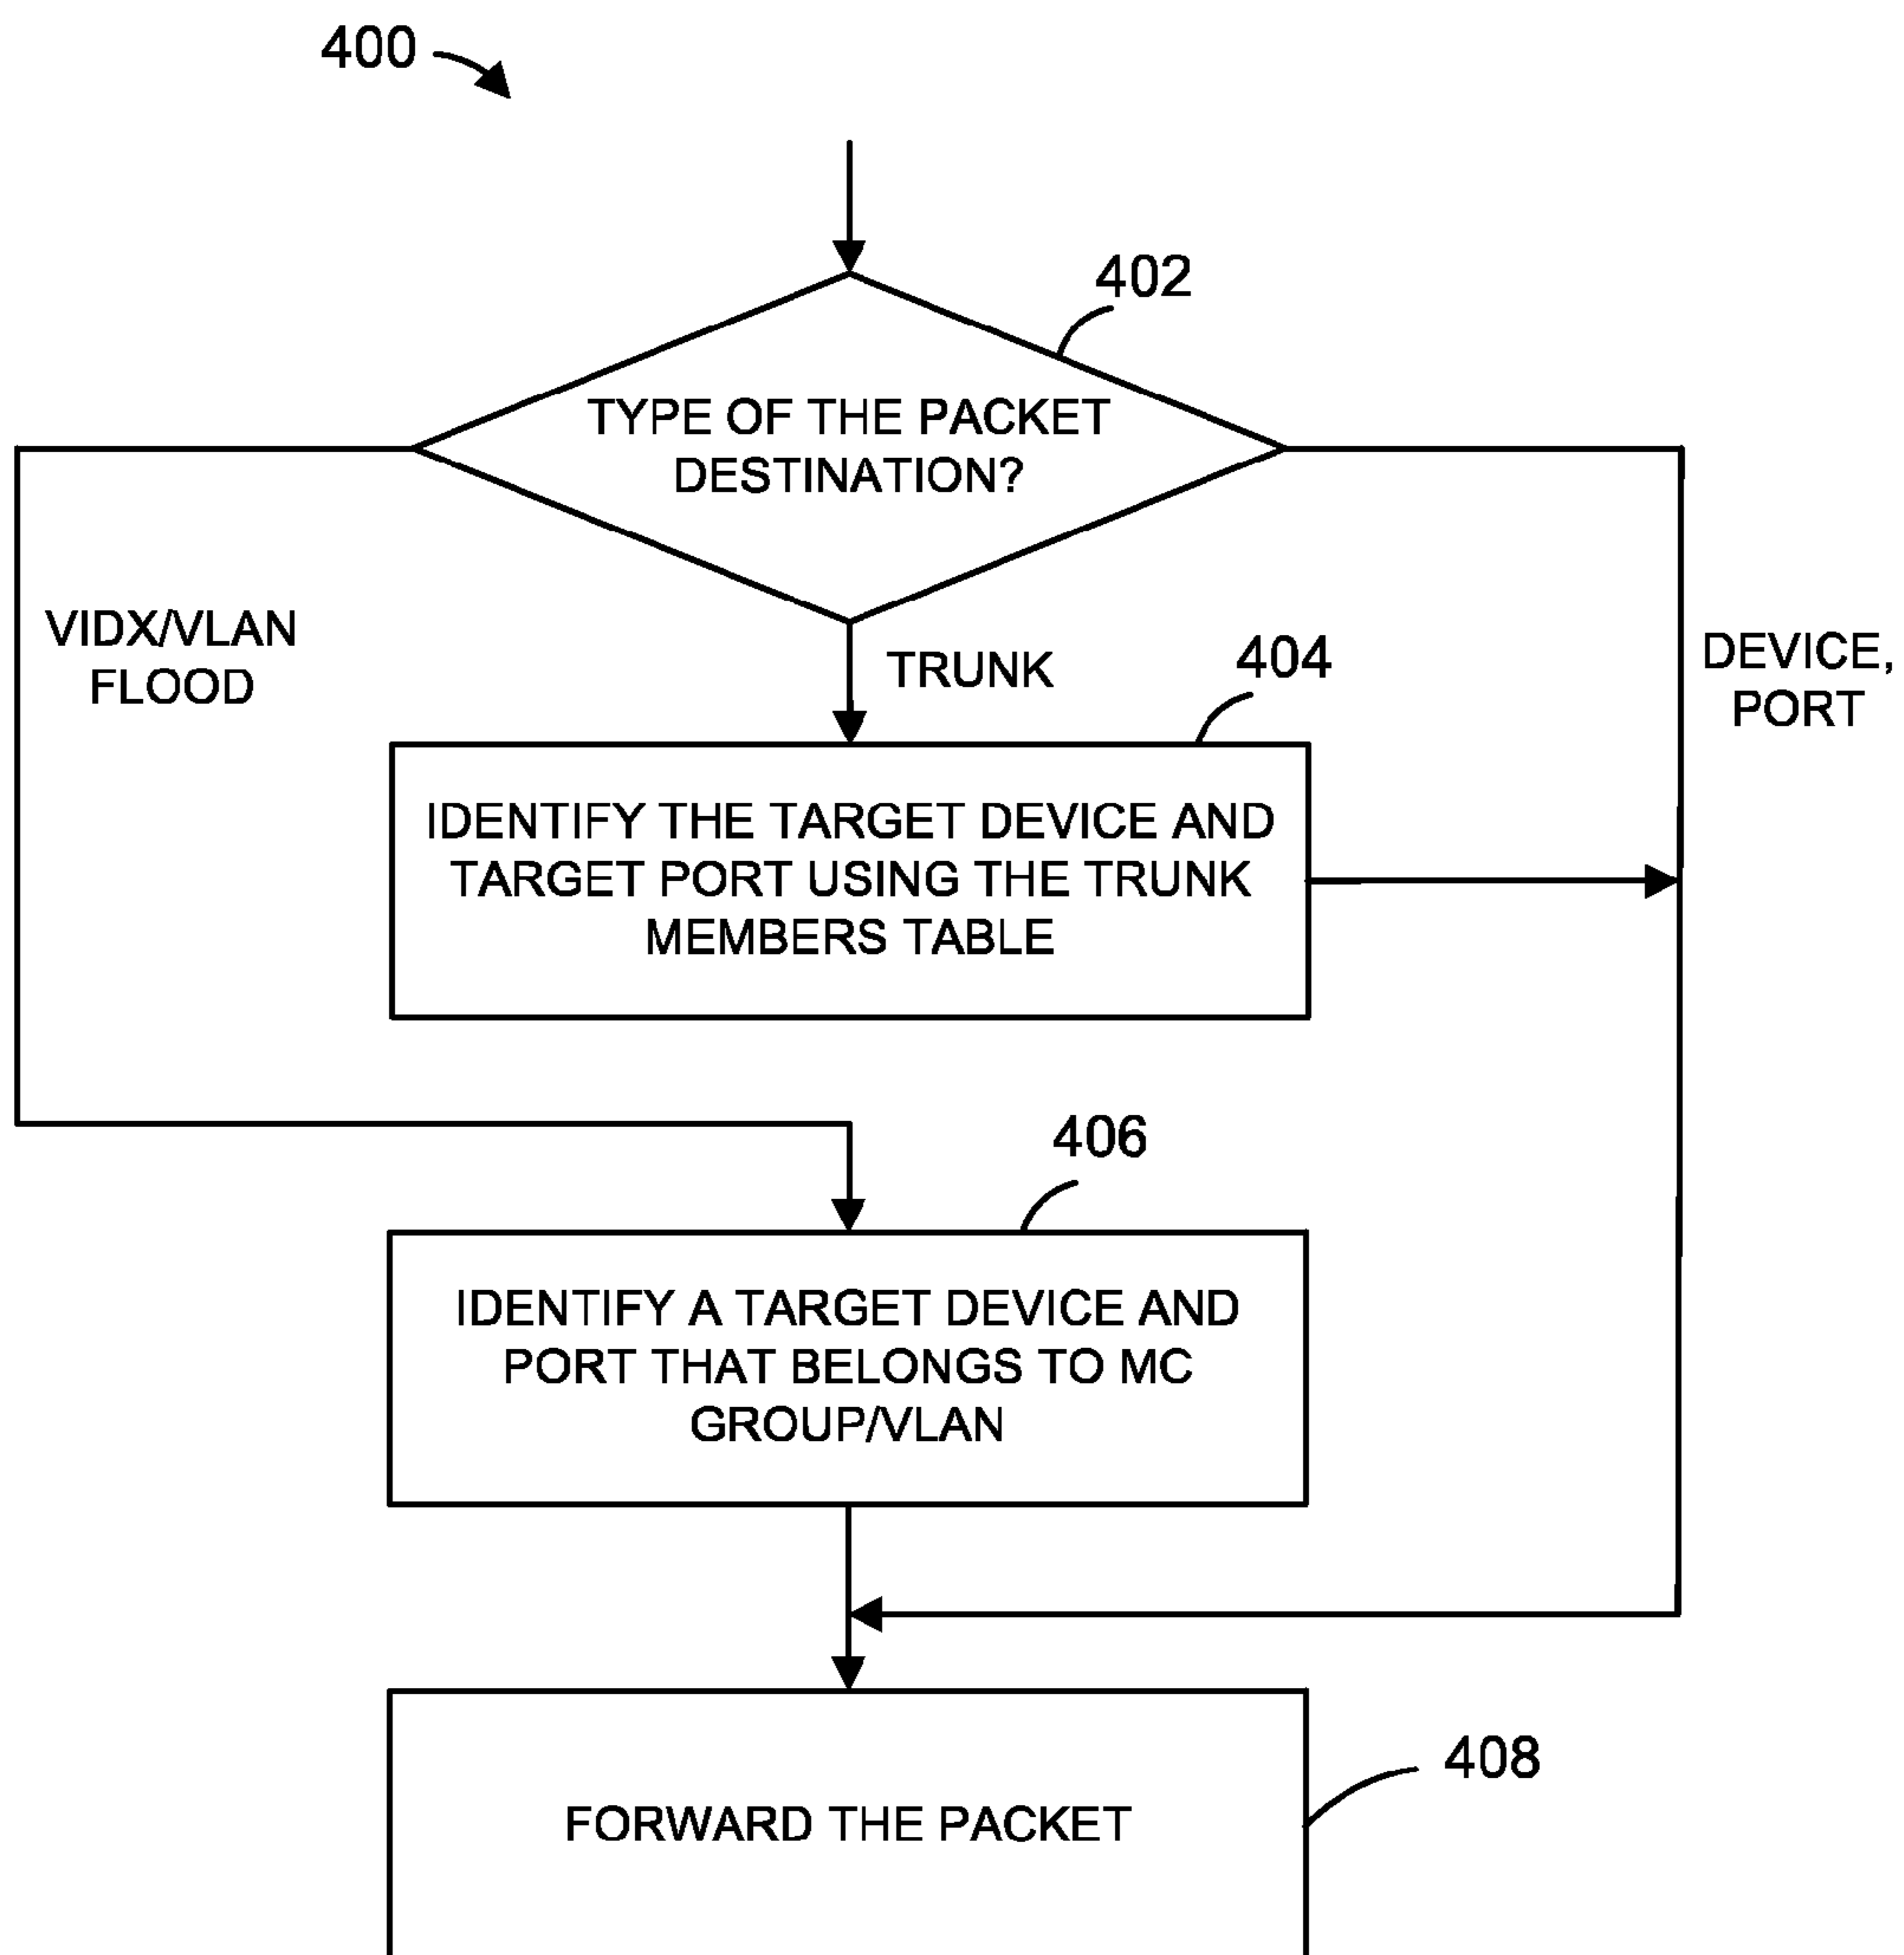 400
402
TYPE OF THE PACKET
DESTINATION?
VIDX/VLAN
FLOOD
TRUNK
404
DEVICE,
PORT
IDENTIFY THE TARGET DEVICE AND
TARGET PORT USING THE TRUNK
MEMBERS TABLE
406
IDENTIFY A TARGET DEVICE AND
PORT THAT BELONGS TO MC
GROUP/VLAN
408
FORWARD THE PACKET